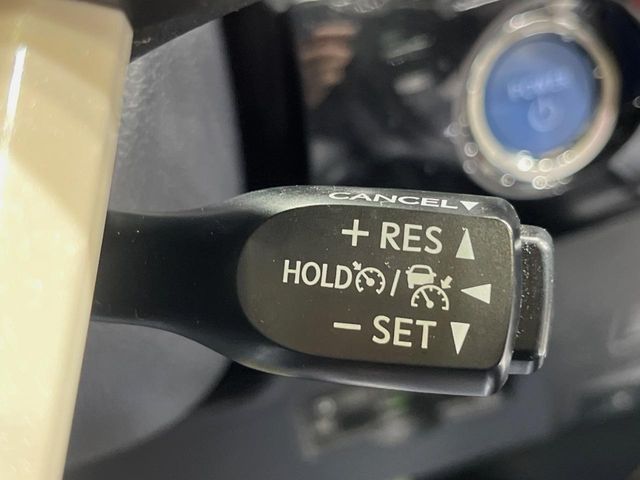 CANCEL
+ RES
HOLD /
− SET
POWER